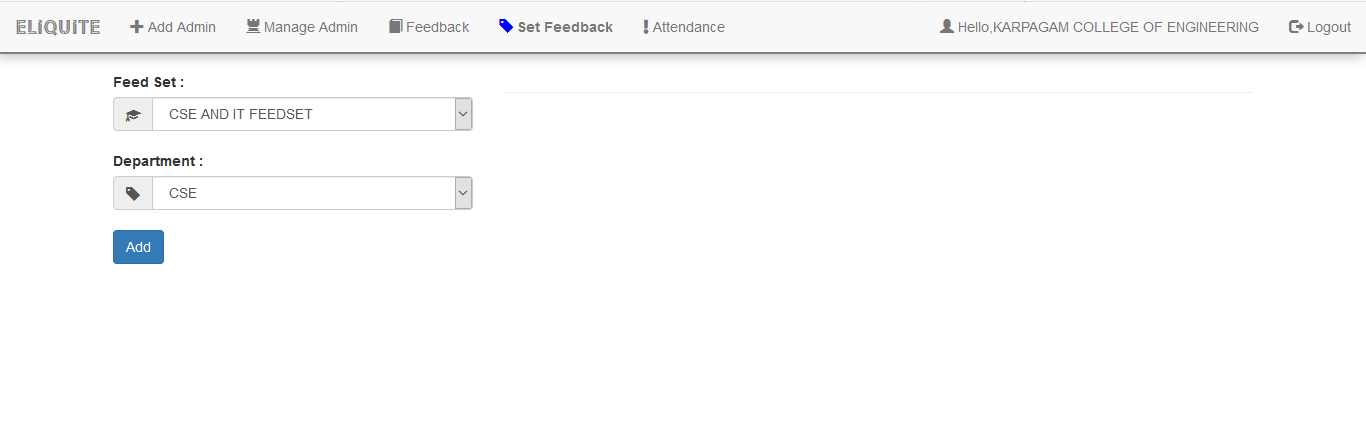 ELiQUiTE Add Admin Manage Admin Feedback Set Feedback Attendance Hello,KARPAGAM COLLEGE OF ENGINEERING Logout
Feed Set :
CSE AND IT FEEDSET
Department :
CSE
Add